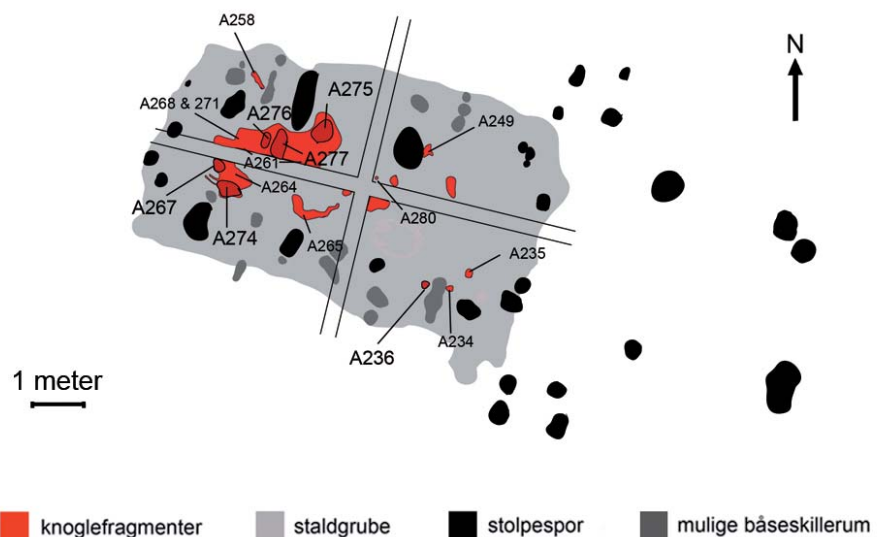 A258
N
A275
A268 & 271
A276
A249
A261
A277
A264
A267
A280
A274
A265
A235
A234
A236
1 meter
knoglefragmenter
staldgrube
stolpespor
mulige båseskillerum